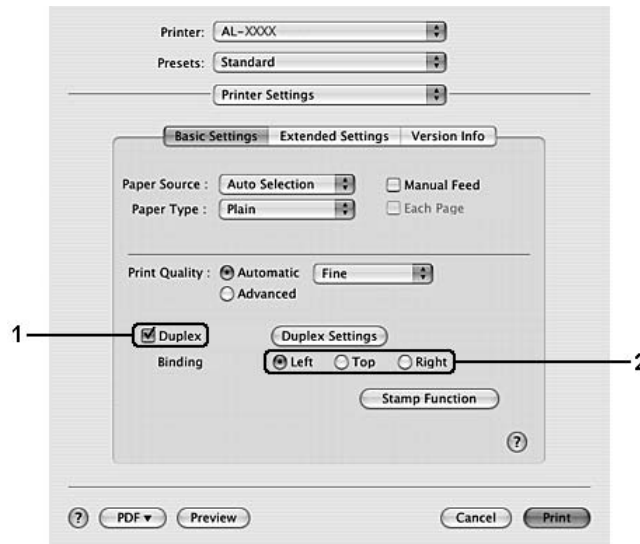 Printer: AL-XXXX
Presets: Standard
Printer Settings
Basic Settings Extended Settings Version Info
Paper Source : Auto Selection Manual Feed
Paper Type : Plain Each Page
Print Quality : Automatic Fine
Advanced
1 Duplex Duplex Settings
Binding Left Top Right 2
Stamp Function
?
? PDF ▼ Preview Cancel Print